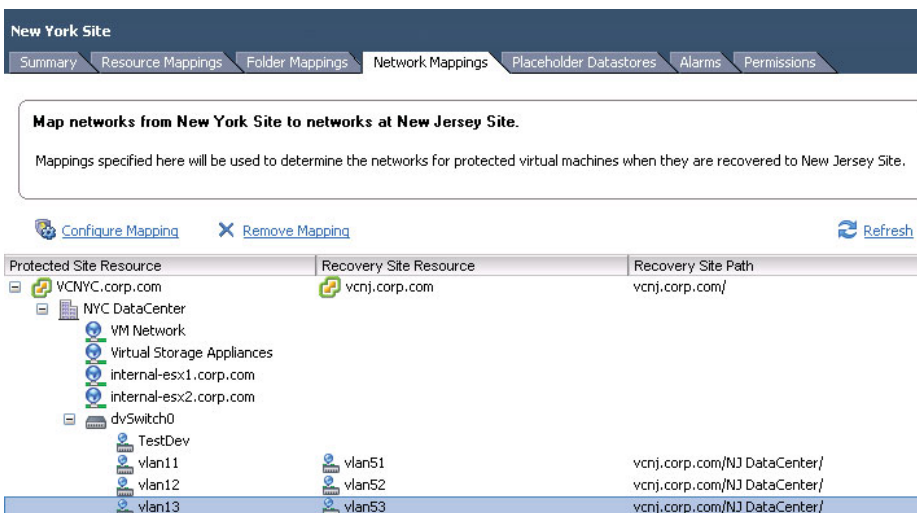 New York Site
Summary Resource Mappings Folder Mappings Network Mappings Placeholder Datastores Alarms Permissions
Map networks from New York Site to networks at New Jersey Site.
Mappings specified here will be used to determine the networks for protected virtual machines when they are recovered to New Jersey Site.
Configure Mapping Remove Mapping Refresh
Protected Site Resource Recovery Site Resource Recovery Site Path
VCNYC.corp.com vcnj.corp.com vcnj.corp.com/
NYC DataCenter
VM Network
Virtual Storage Appliances
internal-esx1.corp.com
internal-esx2.corp.com
dvSwitch0
TestDev
vlan11 vlan51 vcnj.corp.com/NJ DataCenter/
vlan12 vlan52 vcnj.corp.com/NJ DataCenter/
vlan13 vlan53 vcnj.corp.com/NJ DataCenter/